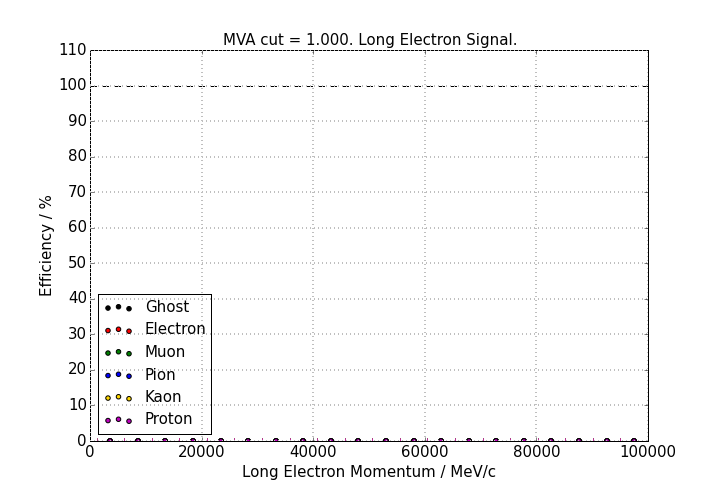 MVA cut = 1.000. Long Electron Signal.
110
100
90
80
70
60
50
40
30
20
10
0
Efficiency / %
Ghost
Electron
Muon
Pion
Kaon
Proton
0 20000 40000 60000 80000 100000
Long Electron Momentum / MeV/c